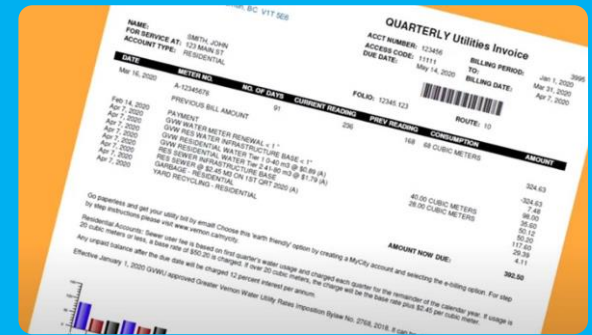 , BC V1T 5E6
QUARTERLY Utilities Invoice
NAME: SMITH, JOHN
FOR SERVICE AT: 123 MAIN ST
ACCOUNT TYPE: RESIDENTIAL
ACCT NUMBER: 123456
ACCESS CODE: 11111
DUE DATE: May 14, 2020
3995
BILLING PERIOD: Jan 1, 2020
TO: Mar 31, 2020
BILLING DATE: Apr 7, 2020
FOLIO: 12345.123
ROUTE: 10
DATE METER NO. NO. OF DAYS CURRENT READING PREV READING CONSUMPTION AMOUNT
Mar 16, 2020 A-12345678 91 236 168 68 CUBIC METERS
PREVIOUS BILL AMOUNT 324.63
Feb 14, 2020 PAYMENT -324.63
Apr 7, 2020 GVW WATER METER RENEWAL < 1" 7.48
Apr 7, 2020 GVW RES WATER INFRASTRUCTURE BASE < 1" 98.00
Apr 7, 2020 GVW RESIDENTIAL WATER Tier 1 0-40 m3 @ $0.89 (A) 40.00 CUBIC METERS 35.60
Apr 7, 2020 GVW RESIDENTIAL WATER Tier 2 41-80 m3 @ $1.79 (A) 28.00 CUBIC METERS 50.12
Apr 7, 2020 RES SEWER INFRASTRUCTURE BASE 50.20
Apr 7, 2020 RES SEWER @ $2.45 M3 ON 1ST QRT 2020 (A) 117.60
Apr 7, 2020 GARBAGE - RESIDENTIAL 29.39
Apr 7, 2020 YARD RECYCLING - RESIDENTIAL 4.11
AMOUNT NOW DUE: 392.50
Go paperless and get your utility bill by email! Choose this 'earth friendly' option by creating a MyCity account and selecting the e-billing option. For step
by step instructions please visit www.vernon.ca/mycity.
Residential Accounts: Sewer user fee is based on first quarter's water usage and charged each quarter for the remainder of the calendar year. If usage is
20 cubic meters or less, a base rate of $50.20 is charged. If over 20 cubic meters, the charge will be the base rate plus $2.45 per cubic meter.
Any unpaid balance after the due date will be charged 12 percent interest per annum.
Effective January 1, 2020 GVWU approved Greater Vernon Water Utility Rates Imposition Bylaw No. 2768, 2018. It can